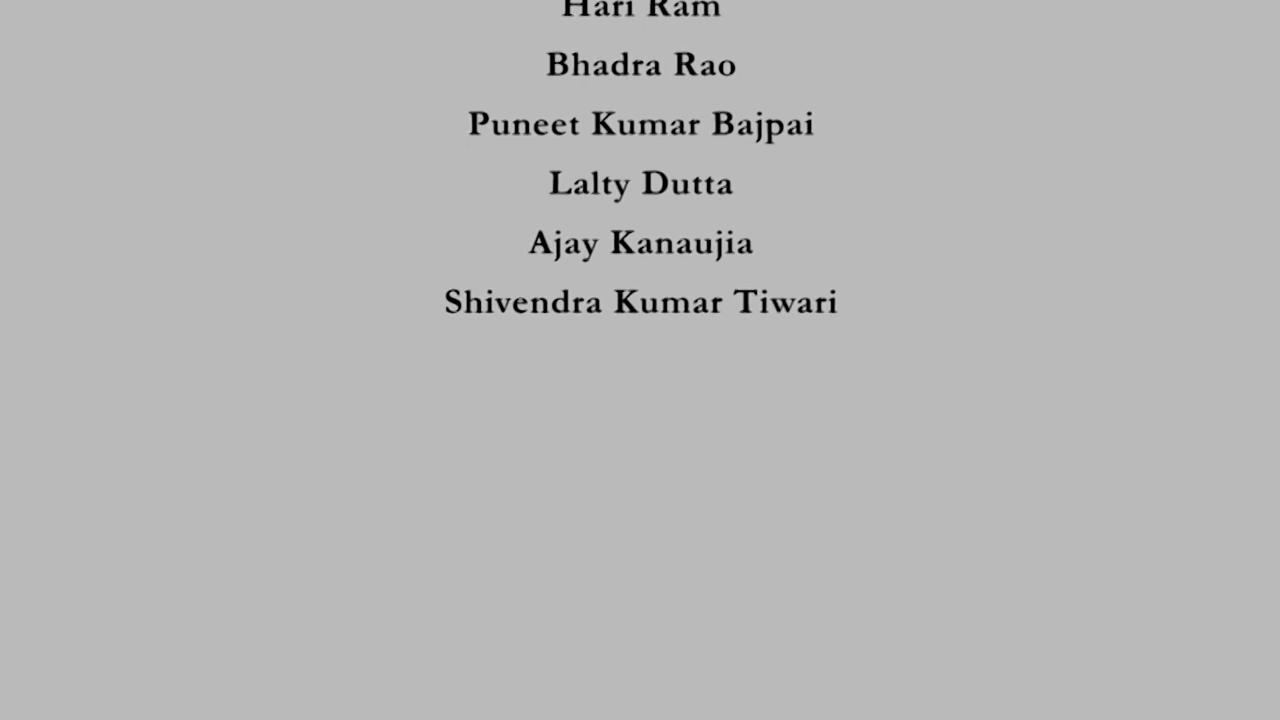 Hari Ram
Bhadra Rao
Puneet Kumar Bajpai
Lalty Dutta
Ajay Kanaujia
Shivendra Kumar Tiwari